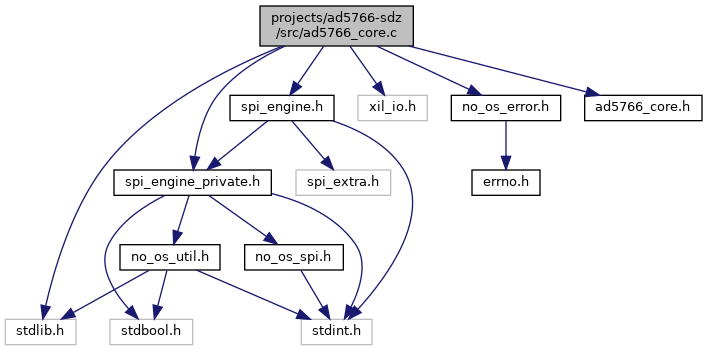 projects/ad5766-sdz
/src/ad5766_core.c
spi_engine.h
xil_io.h
no_os_error.h
ad5766_core.h
spi_engine_private.h
spi_extra.h
errno.h
no_os_util.h
no_os_spi.h
stdlib.h
stdbool.h
stdint.h